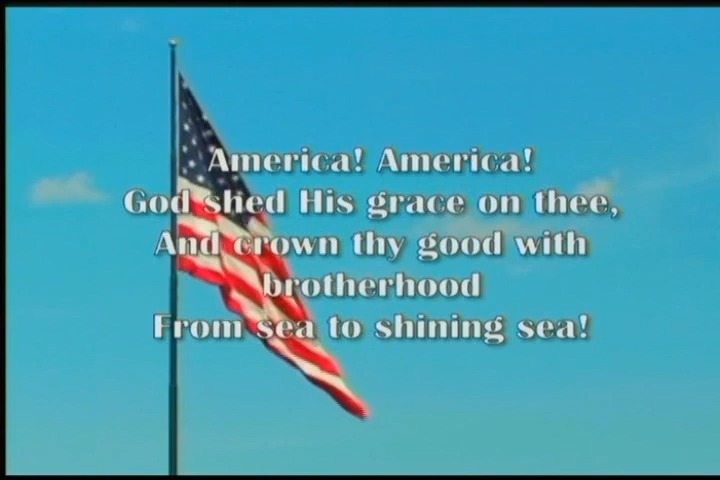 America! America!
God shed His grace on thee,
And crown thy good with
brotherhood
From sea to shining sea!